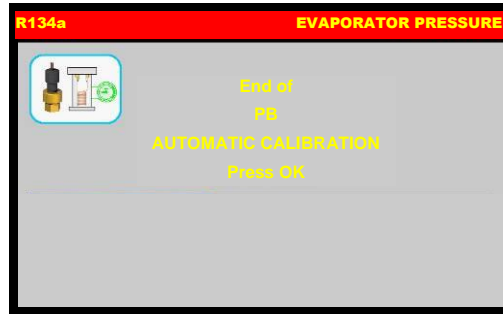 R134a EVAPORATOR PRESSURE
End of
PB
AUTOMATIC CALIBRATION
Press OK